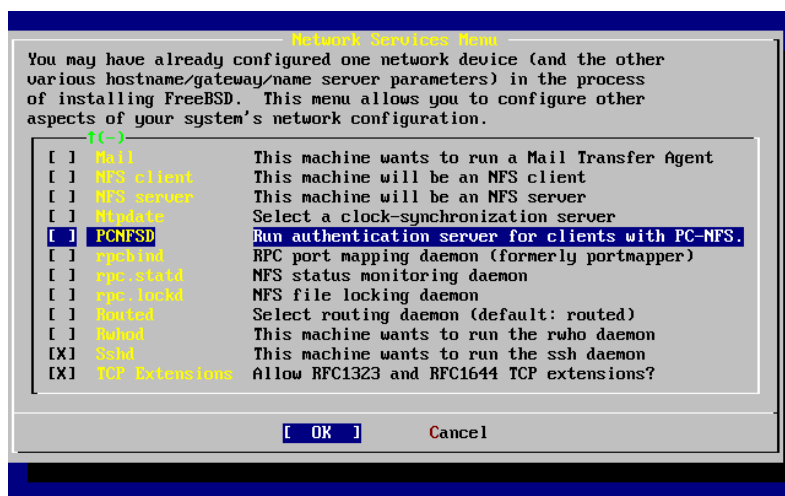 Network Services Menu
You may have already configured one network device (and the other
various hostname/gateway/name server parameters) in the process
of installing FreeBSD.  This menu allows you to configure other
aspects of your system's network configuration.
↑(-)
[ ] Mail This machine wants to run a Mail Transfer Agent
[ ] NFS client This machine will be an NFS client
[ ] NFS server This machine will be an NFS server
[ ] Ntpdate Select a clock-synchronization server
[ ] PCNFSD Run authentication server for clients with PC-NFS.
[ ] rpcbind RPC port mapping daemon (formerly portmapper)
[ ] rpc.statd NFS status monitoring daemon
[ ] rpc.lockd NFS file locking daemon
[ ] Routed Select routing daemon (default: routed)
[ ] Rwhod This machine wants to run the rwho daemon
[X] Sshd This machine wants to run the ssh daemon
[X] TCP Extensions Allow RFC1323 and RFC1644 TCP extensions?
[ OK ] Cancel